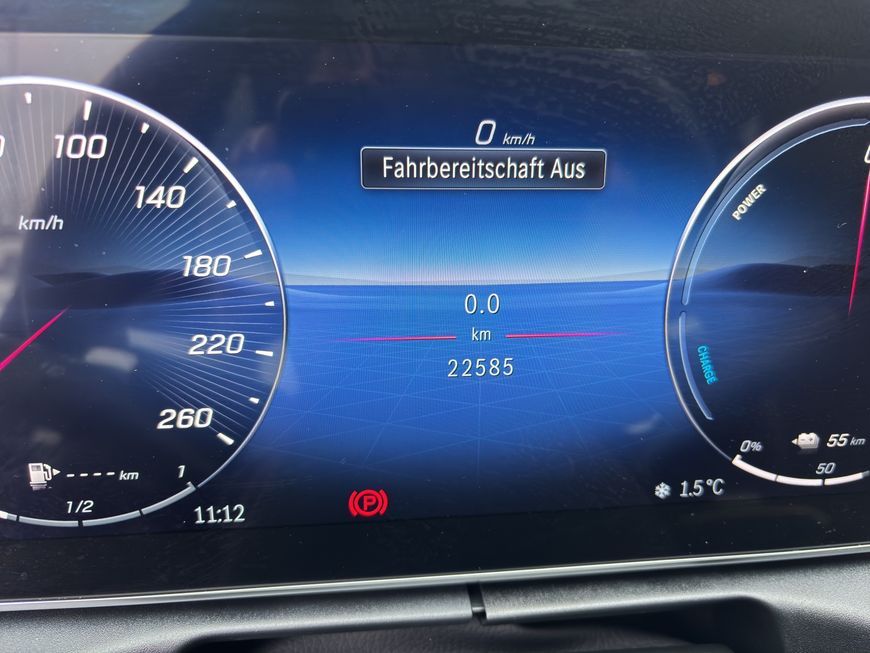 0 km/h
Fahrbereitschaft Aus
100
140
km/h
180
220
260
0.0
km
22585
POWER
CHARGE
0%
55 km
50
---- km
1
1/2
11:12
P
1.5°C